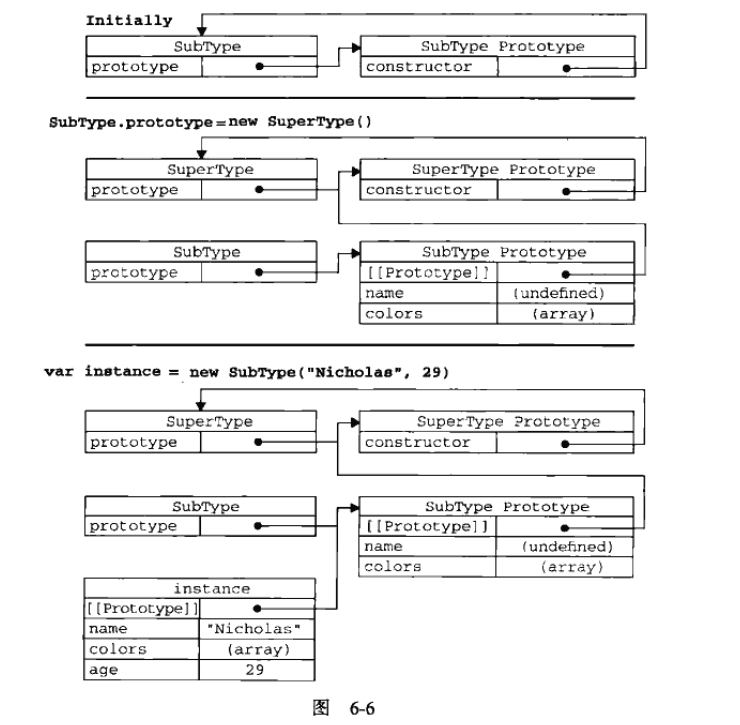 Initially
SubType SubType Prototype
prototype constructor
SubType.prototype=new SuperType()
SuperType SuperType Prototype
prototype constructor
SubType SubType Prototype
prototype [[Prototype]]
name (undefined)
colors (array)
var instance = new SubType("Nicholas", 29)
SuperType SuperType Prototype
prototype constructor
SubType SubType Prototype
prototype [[Prototype]]
name (undefined)
colors (array)
instance
[[Prototype]]
name "Nicholas"
colors (array)
age 29
图 6-6